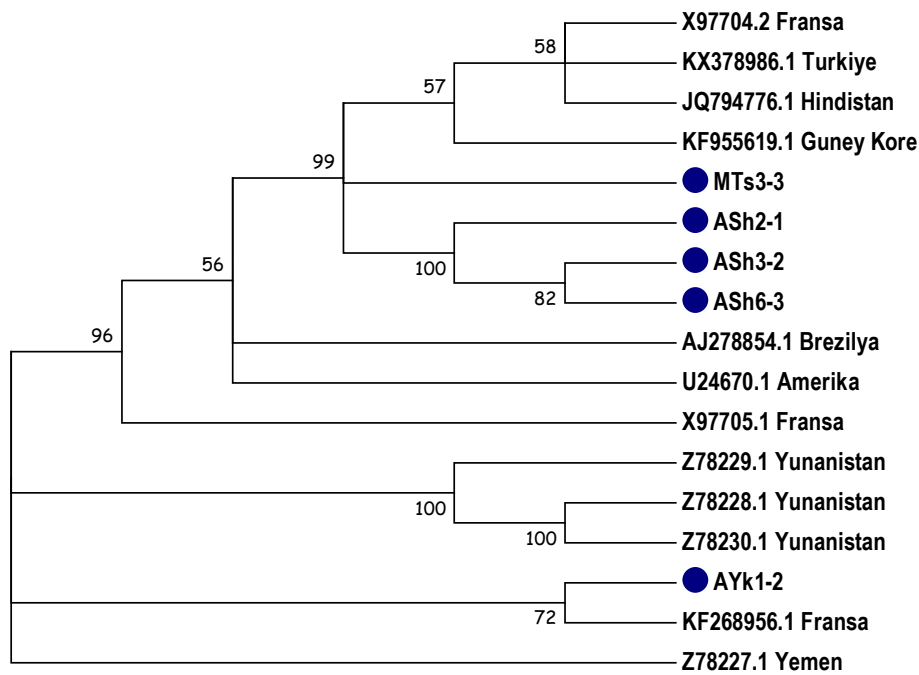 X97704.2 Fransa
58
KX378986.1 Turkiye
57
JQ794776.1 Hindistan
KF955619.1 Guney Kore
99
MTs3-3
ASh2-1
100
56
ASh3-2
82
ASh6-3
96
AJ278854.1 Brezilya
U24670.1 Amerika
X97705.1 Fransa
Z78229.1 Yunanistan
100
Z78228.1 Yunanistan
100
Z78230.1 Yunanistan
AYk1-2
72
KF268956.1 Fransa
Z78227.1 Yemen